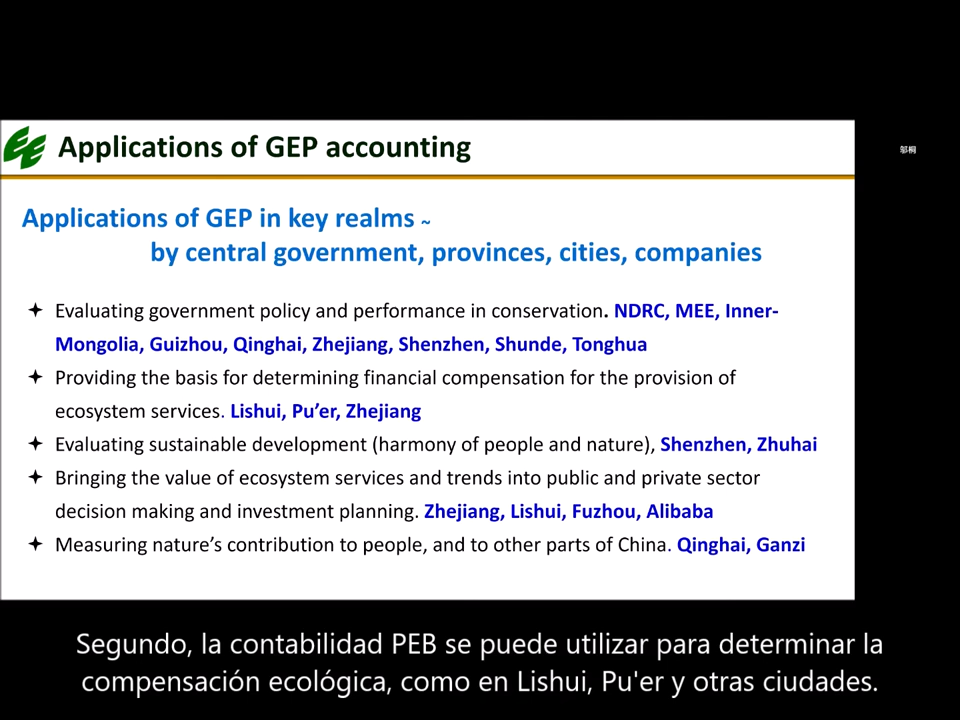 Applications of GEP accounting
邬桐
Applications of GEP in key realms ~
by central government, provinces, cities, companies
Evaluating government policy and performance in conservation. NDRC, MEE, Inner-
Mongolia, Guizhou, Qinghai, Zhejiang, Shenzhen, Shunde, Tonghua
Providing the basis for determining financial compensation for the provision of
ecosystem services. Lishui, Pu’er, Zhejiang
Evaluating sustainable development (harmony of people and nature), Shenzhen, Zhuhai
Bringing the value of ecosystem services and trends into public and private sector
decision making and investment planning. Zhejiang, Lishui, Fuzhou, Alibaba
Measuring nature’s contribution to people, and to other parts of China. Qinghai, Ganzi
Segundo, la contabilidad PEB se puede utilizar para determinar la
compensación ecológica, como en Lishui, Pu'er y otras ciudades.